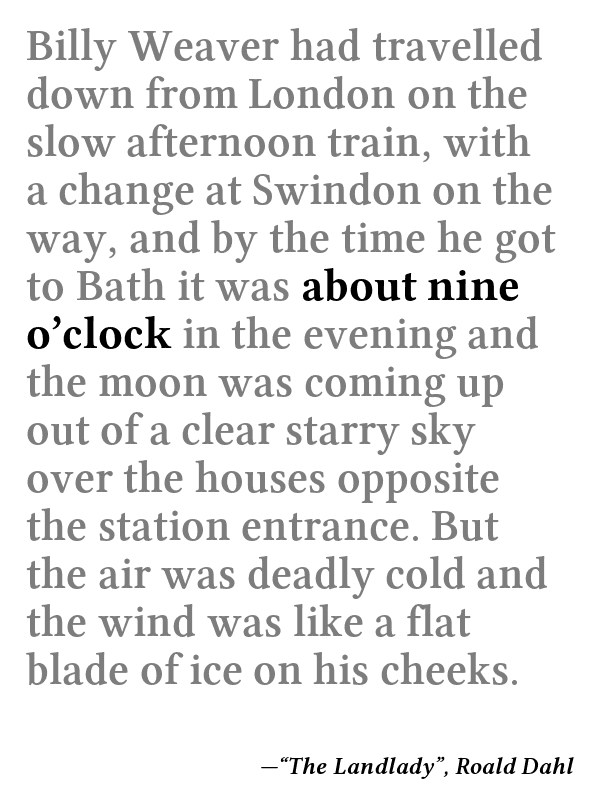 Billy Weaver had travelled
down from London on the
slow afternoon train, with
a change at Swindon on the
way, and by the time he got
to Bath it was about nine
o’clock in the evening and
the moon was coming up
out of a clear starry sky
over the houses opposite
the station entrance. But
the air was deadly cold and
the wind was like a flat
blade of ice on his cheeks.
—“The Landlady”, Roald Dahl